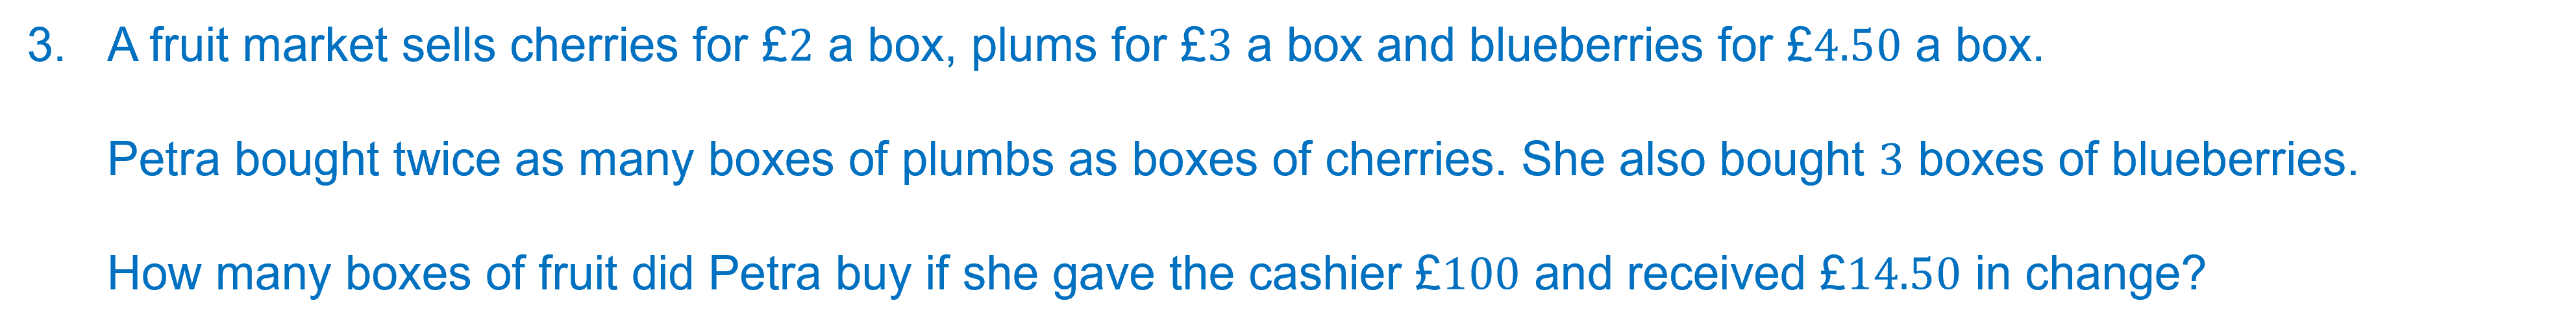 3. A fruit market sells cherries for £2 a box, plums for £3 a box and blueberries for £4.50 a box.
Petra bought twice as many boxes of plumbs as boxes of cherries. She also bought 3 boxes of blueberries.
How many boxes of fruit did Petra buy if she gave the cashier £100 and received £14.50 in change?